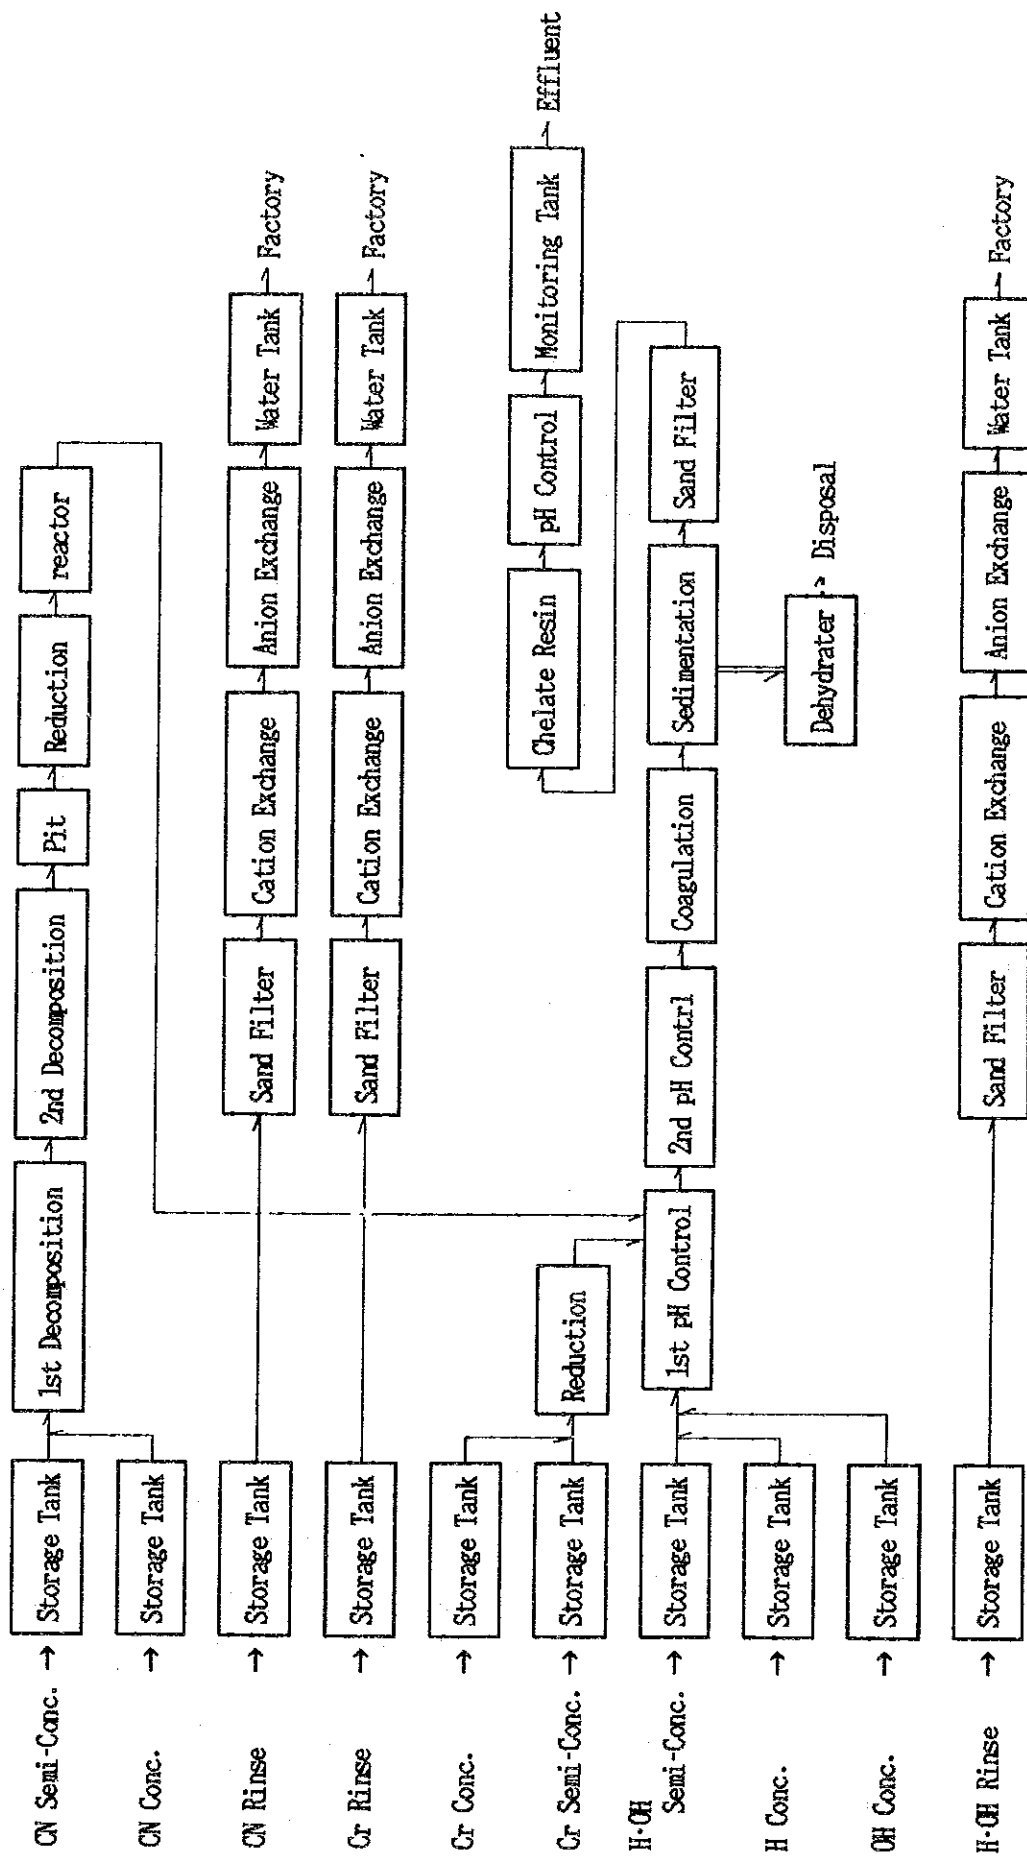 CN Semi-Conc. → Storage Tank 1st Decomposition 2nd Decomposition Pit Reduction reactor
CN Conc. → Storage Tank
CN Rinse → Storage Tank Sand Filter Cation Exchange Anion Exchange Water Tank Factory
Cr Rinse → Storage Tank Sand Filter Cation Exchange Anion Exchange Water Tank Factory
Cr Conc. → Storage Tank
Cr Semi-Conc. → Storage Tank Reduction Chelate Resin pH Control Monitoring Tank Effluent
H·OH
Semi-Conc. → Storage Tank 1st pH Control 2nd pH Contrl Coagulation Sedimentation Sand Filter
H Conc. → Storage Tank
Dehydrater Disposal
OH Conc. → Storage Tank
H·OH Rinse → Storage Tank Sand Filter Cation Exchange Anion Exchange Water Tank Factory